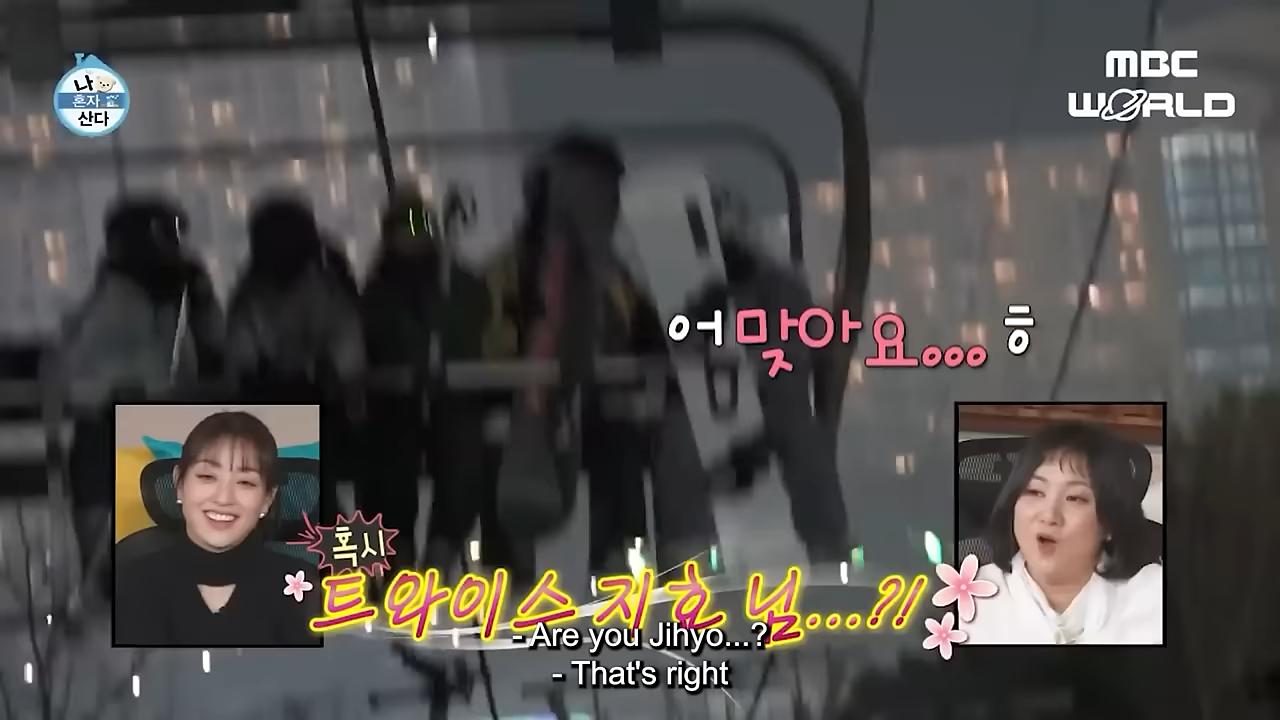 나
혼자
산다
MBC
WORLD
어 맞아요... ㅎ
혹시
트와이스 지효 님...?!
- Are you Jihyo...?
- That's right